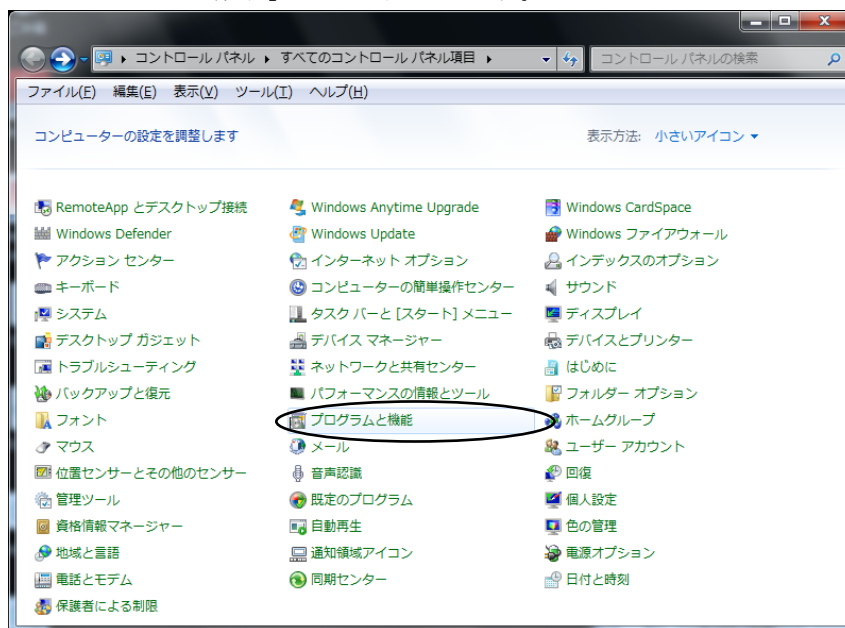 コントロール パネル ▸ すべてのコントロール パネル項目 ▸
コントロール パネルの検索
ファイル(F) 編集(E) 表示(V) ツール(T) ヘルプ(H)
コンピューターの設定を調整します
表示方法: 小さいアイコン
RemoteApp とデスクトップ接続 Windows Anytime Upgrade Windows CardSpace
Windows Defender Windows Update Windows ファイアウォール
アクション センター インターネット オプション インデックスのオプション
キーボード コンピューターの簡単操作センター サウンド
システム タスク バーと [スタート] メニュー ディスプレイ
デスクトップ ガジェット デバイス マネージャー デバイスとプリンター
トラブルシューティング ネットワークと共有センター はじめに
バックアップと復元 パフォーマンスの情報とツール フォルダー オプション
フォント プログラムと機能 ホームグループ
マウス メール ユーザー アカウント
位置センサーとその他のセンサー 音声認識 回復
管理ツール 既定のプログラム 個人設定
資格情報マネージャー 自動再生 色の管理
地域と言語 通知領域アイコン 電源オプション
電話とモデム 同期センター 日付と時刻
保護者による制限